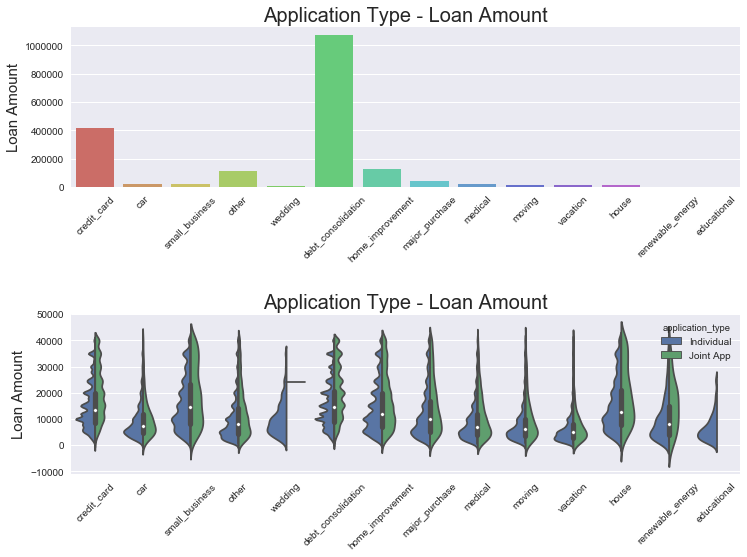 Application Type - Loan Amount
Loan Amount
1000000
800000
600000
400000
200000
0
credit_card
car
small_business
other
wedding
debt_consolidation
home_improvement
major_purchase
medical
moving
vacation
house
renewable_energy
educational
Application Type - Loan Amount
Loan Amount
50000
40000
30000
20000
10000
0
−10000
application_type
Individual
Joint App
credit_card
car
small_business
other
wedding
debt_consolidation
home_improvement
major_purchase
medical
moving
vacation
house
renewable_energy
educational